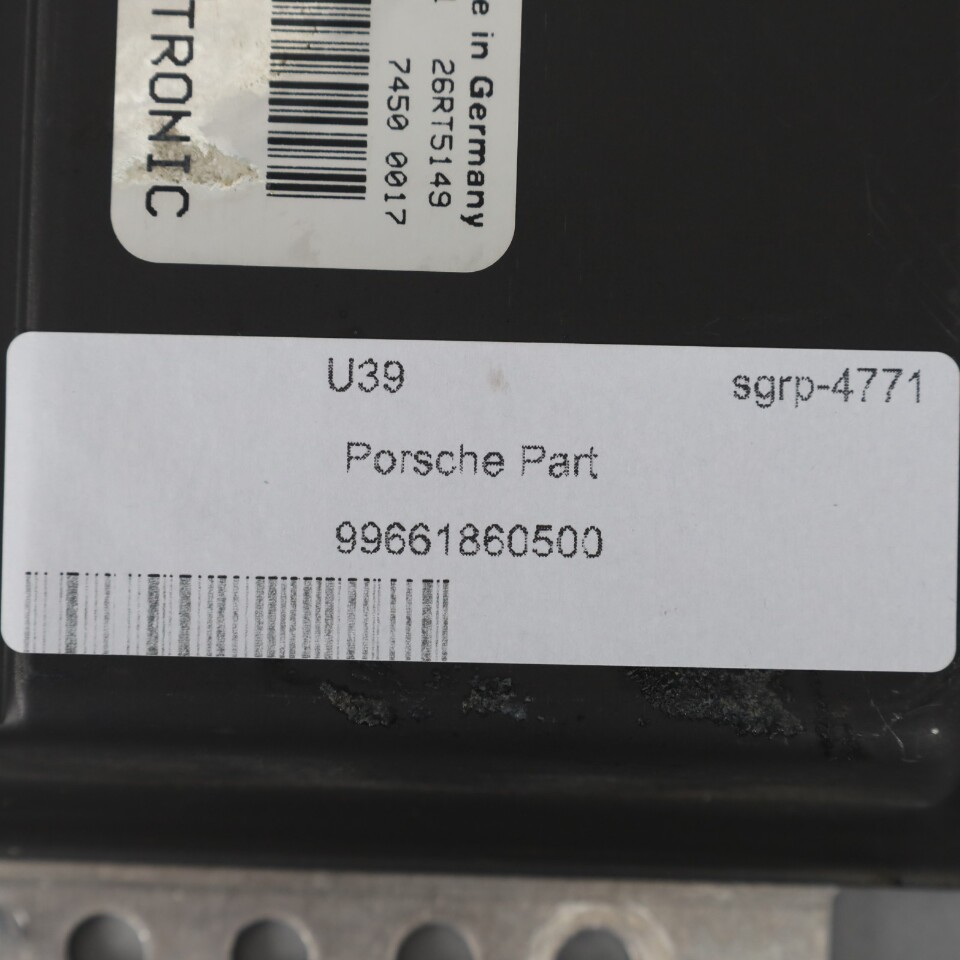 TRONIC
7450 0017
26RT5149
e in Germany
U39
sgrp-4771
Porsche Part
99661860500